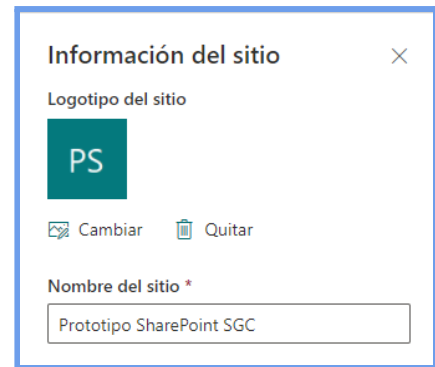 Información del sitio
Logotipo del sitio
PS
Cambiar Quitar
Nombre del sitio *
Prototipo SharePoint SGC